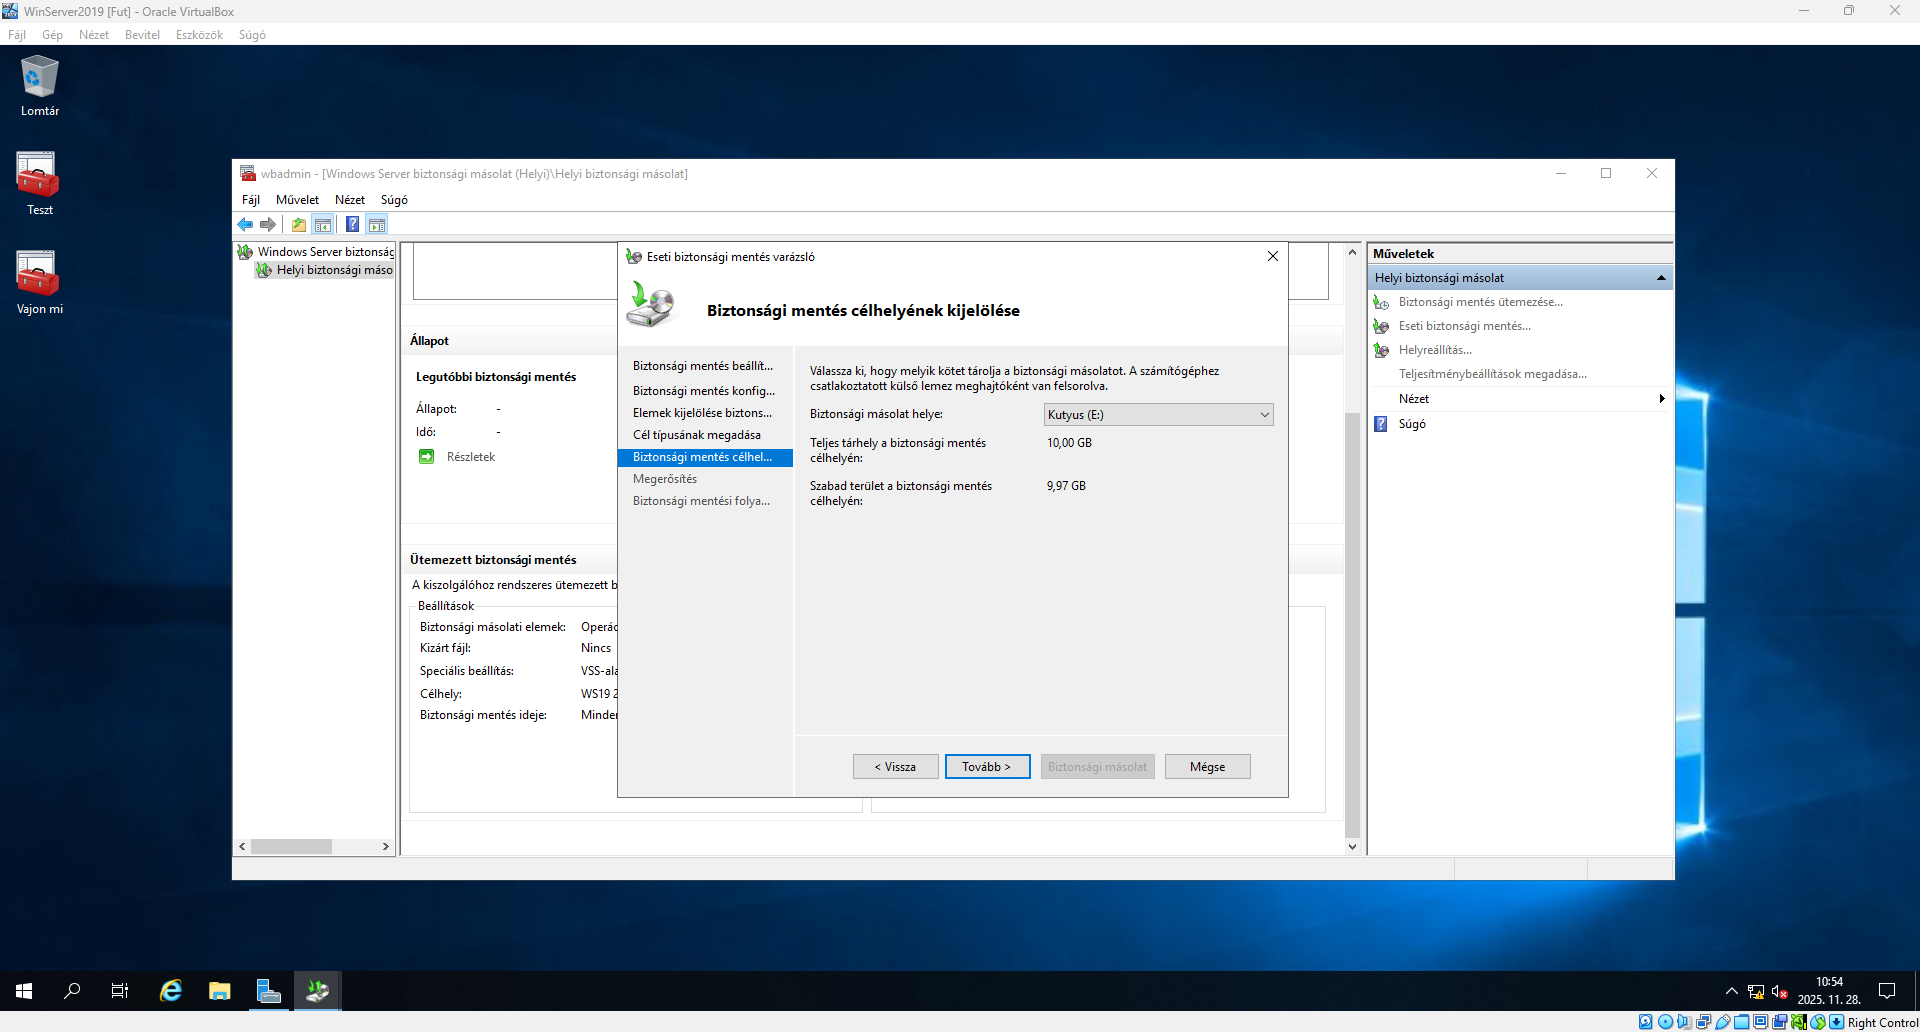 WinServer2019 [Fut] - Oracle VirtualBox
Fájl Gép Nézet Bevitel Eszközök Súgó
Lomtár
Teszt
Vajon mi
wbadmin - [Windows Server biztonsági másolat (Helyi)\Helyi biztonsági másolat]
Fájl Művelet Nézet Súgó
Windows Server biztonság
Helyi biztonsági máso
Állapot
Legutóbbi biztonsági mentés
Állapot: -
Idő: -
Részletek
Ütemezett biztonsági mentés
A kiszolgálóhoz rendszeres ütemezett b
Beállítások
Biztonsági másolati elemek: Operác
Kizárt fájl: Nincs
Speciális beállítás: VSS-ala
Célhely: WS19 2
Biztonsági mentés ideje: Minden
Eseti biztonsági mentés varázsló
Biztonsági mentés célhelyének kijelölése
Biztonsági mentés beállít...
Biztonsági mentés konfig...
Elemek kijelölése biztons...
Cél típusának megadása
Biztonsági mentés célhel...
Megerősítés
Biztonsági mentési folya...
Válassza ki, hogy melyik kötet tárolja a biztonsági másolatot. A számítógéphez
csatlakoztatott külső lemez meghajtóként van felsorolva.
Biztonsági másolat helye: Kutyus (E:)
Teljes tárhely a biztonsági mentés
célhelyén: 10,00 GB
Szabad terület a biztonsági mentés
célhelyén: 9,97 GB
< Vissza Tovább > Biztonsági másolat Mégse
Műveletek
Helyi biztonsági másolat
Biztonsági mentés ütemezése...
Eseti biztonsági mentés...
Helyreállítás...
Teljesítménybeállítások megadása...
Nézet
Súgó
10:54
2025. 11. 28.
Right Control